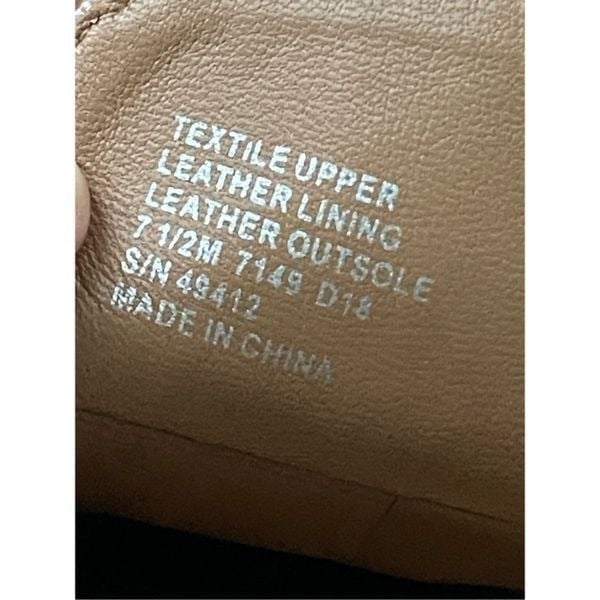 TEXTILE UPPER
LEATHER LINING
LEATHER OUTSOLE
7 1/2M 7149 D18
S/N 49412
MADE IN CHINA